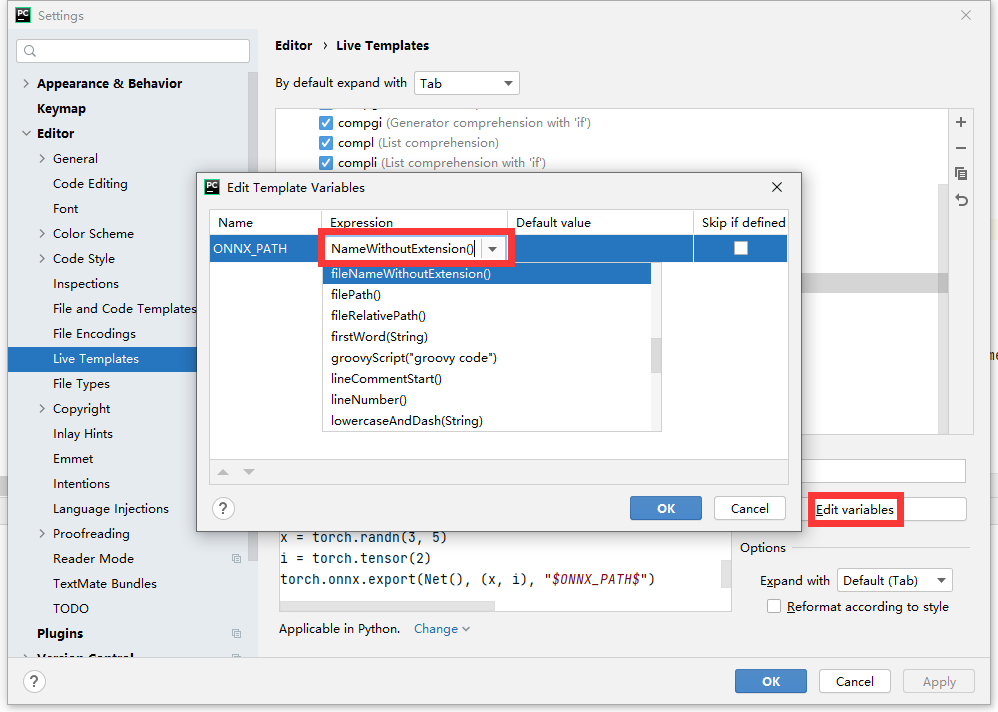 PC Settings
Editor › Live Templates
By default expand with Tab
Appearance & Behavior
Keymap
Editor
General
Code Editing
Font
Color Scheme
Code Style
Inspections
File and Code Templates
File Encodings
Live Templates
File Types
Copyright
Inlay Hints
Emmet
Intentions
Language Injections
Proofreading
Reader Mode
TextMate Bundles
TODO
Plugins
Version Control
compgi (Generator comprehension with 'if')
compl (List comprehension)
compli (List comprehension with 'if')
PC Edit Template Variables
Name Expression Default value Skip if defined
ONNX_PATH NameWithoutExtension()
fileNameWithoutExtension()
filePath()
fileRelativePath()
firstWord(String)
groovyScript("groovy code")
lineCommentStart()
lineNumber()
lowercaseAndDash(String)
? OK Cancel
Edit variables
x = torch.randn(3, 5)
i = torch.tensor(2)
torch.onnx.export(Net(), (x, i), "$ONNX_PATH$")
Options
Expand with Default (Tab)
Reformat according to style
Applicable in Python. Change
? OK Cancel Apply